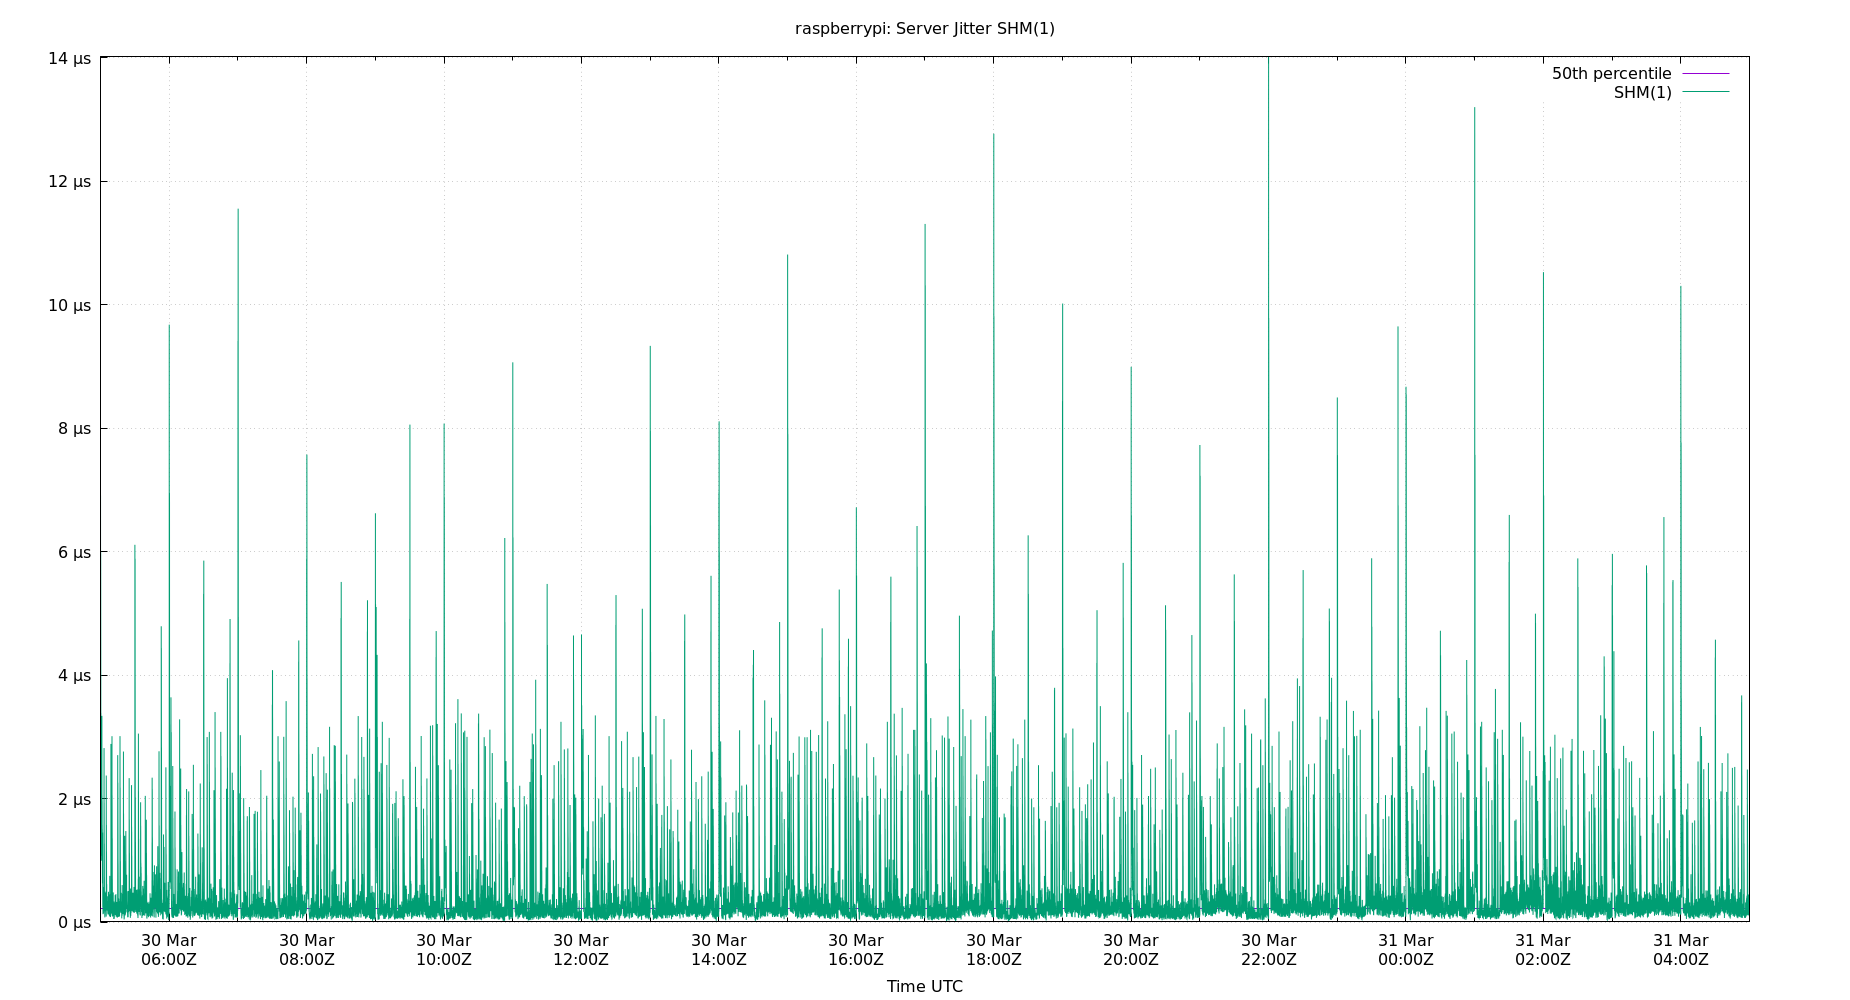 raspberrypi: Server Jitter SHM(1)
14 µs
50th percentile
SHM(1)
12 µs
10 µs
8 µs
6 µs
4 µs
2 µs
0 µs
30 Mar 30 Mar 30 Mar 30 Mar 30 Mar 30 Mar 30 Mar 30 Mar 30 Mar 31 Mar 31 Mar 31 Mar
06:00Z 08:00Z 10:00Z 12:00Z 14:00Z 16:00Z 18:00Z 20:00Z 22:00Z 00:00Z 02:00Z 04:00Z
Time UTC